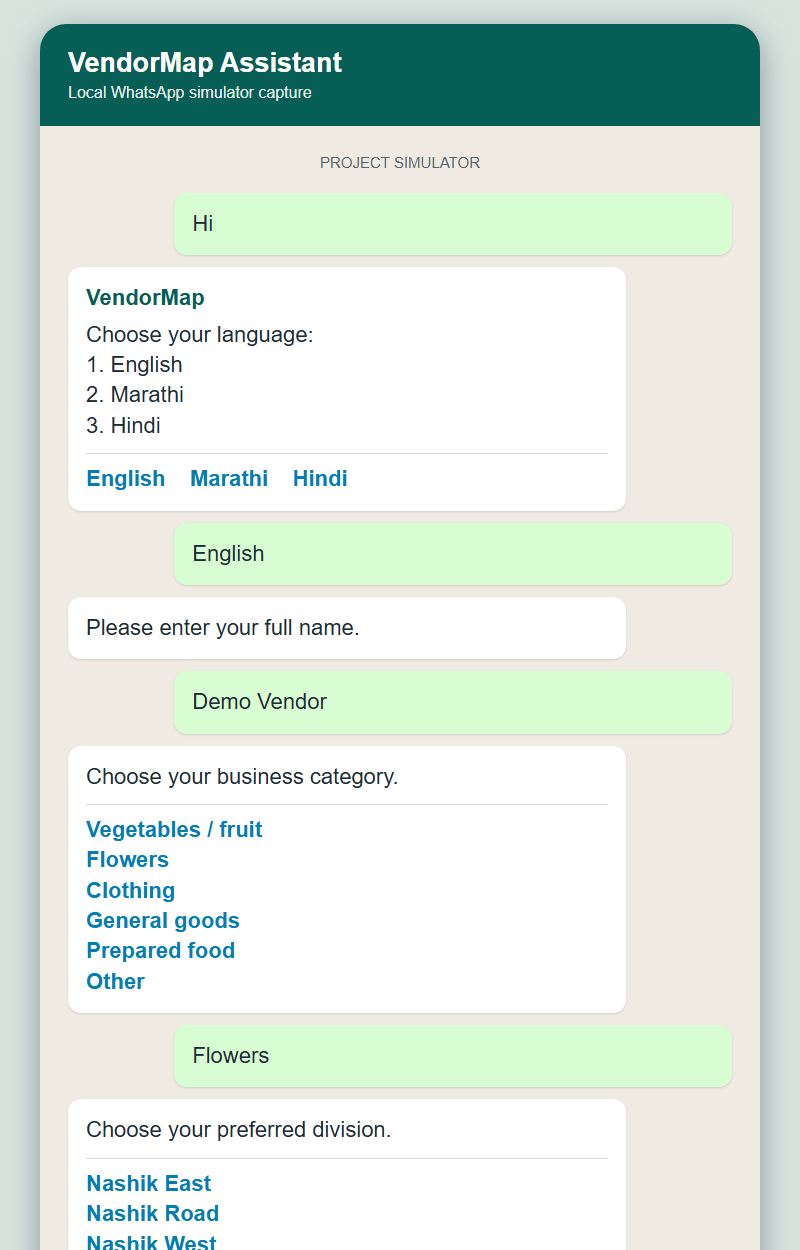 VendorMap Assistant
Local WhatsApp simulator capture
PROJECT SIMULATOR
Hi
VendorMap
Choose your language:
1. English
2. Marathi
3. Hindi
English Marathi Hindi
English
Please enter your full name.
Demo Vendor
Choose your business category.
Vegetables / fruit
Flowers
Clothing
General goods
Prepared food
Other
Flowers
Choose your preferred division.
Nashik East
Nashik Road
Nashik West